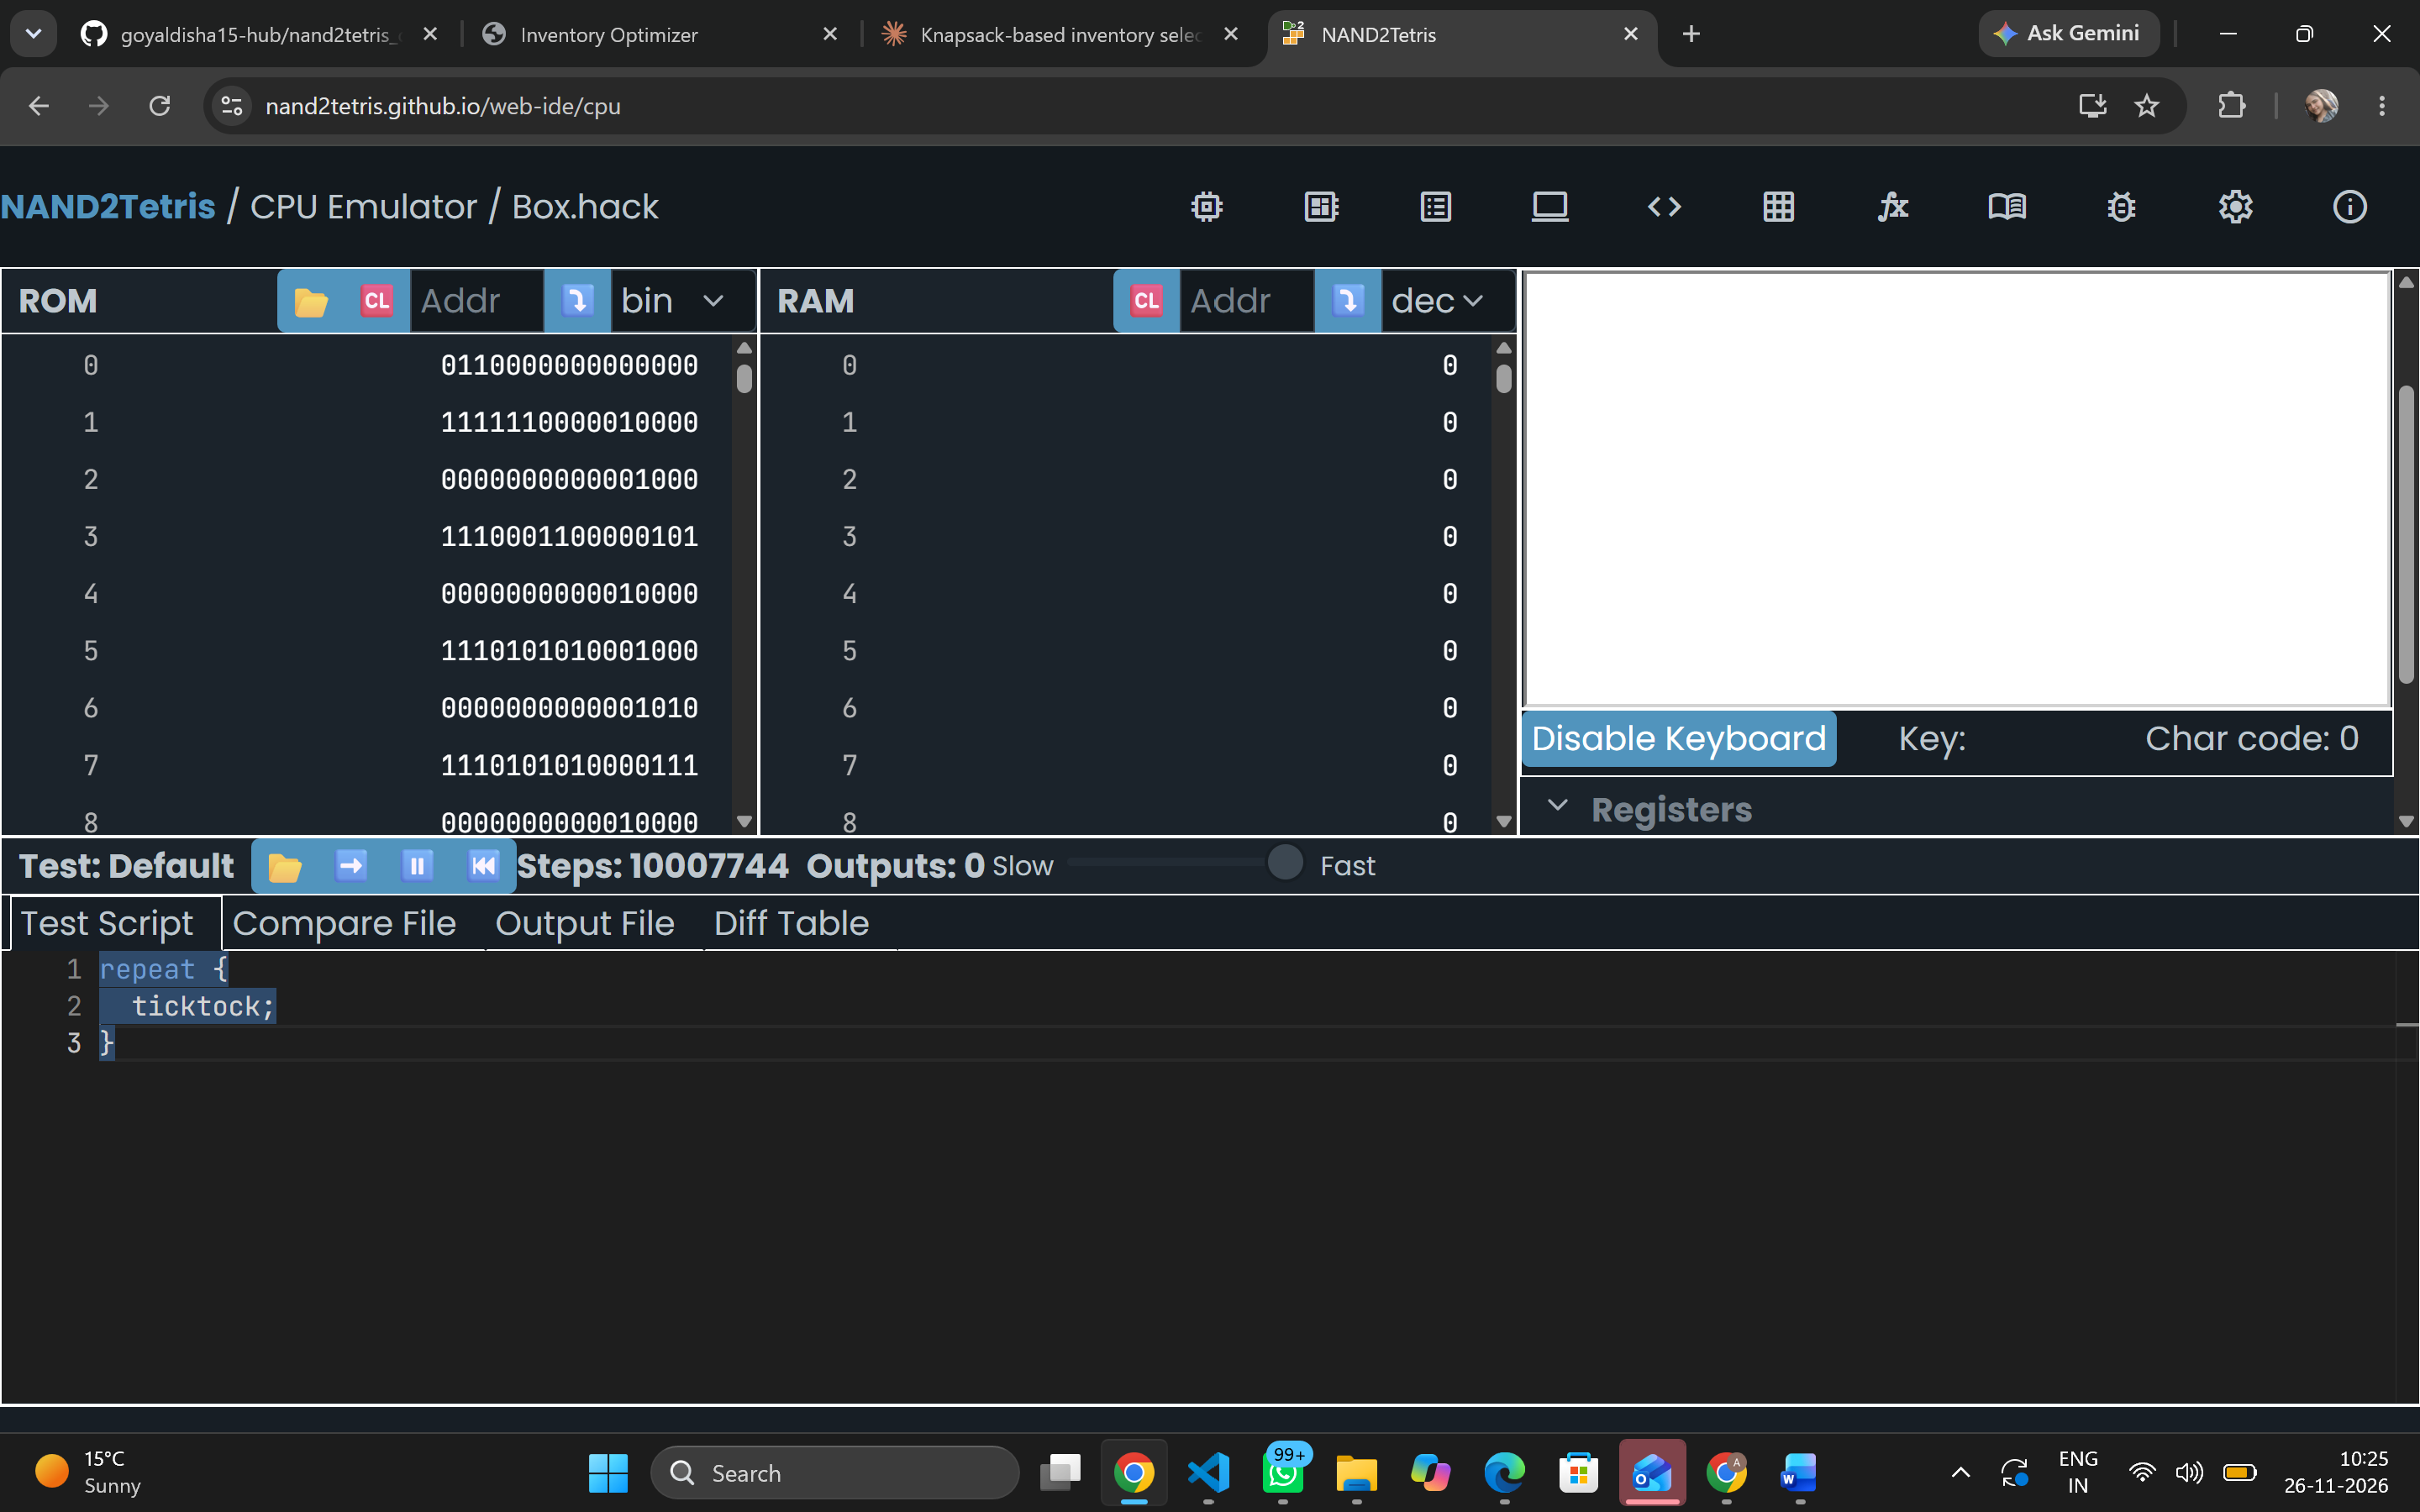 goyaldisha15-hub/nand2tetris_
Inventory Optimizer
Knapsack-based inventory selec
NAND2Tetris
Ask Gemini
nand2tetris.github.io/web-ide/cpu
NAND2Tetris / CPU Emulator / Box.hack
ROM CL Addr bin
RAM CL Addr dec
0 0110000000000000 0 0
1 1111110000010000 1 0
2 0000000000001000 2 0
3 1110001100000101 3 0
4 0000000000010000 4 0
5 1110101010001000 5 0
6 0000000000001010 6 0
7 1110101010000111 7 0
8 0000000000010000 8 0
Disable Keyboard Key: Char code: 0
Registers
Test: Default Steps: 10007744 Outputs: 0 Slow Fast
Test Script Compare File Output File Diff Table
1 repeat {
2 ticktock;
3 }
15°C
Sunny
Search
99+
A
ENG
IN
10:25
26-11-2026